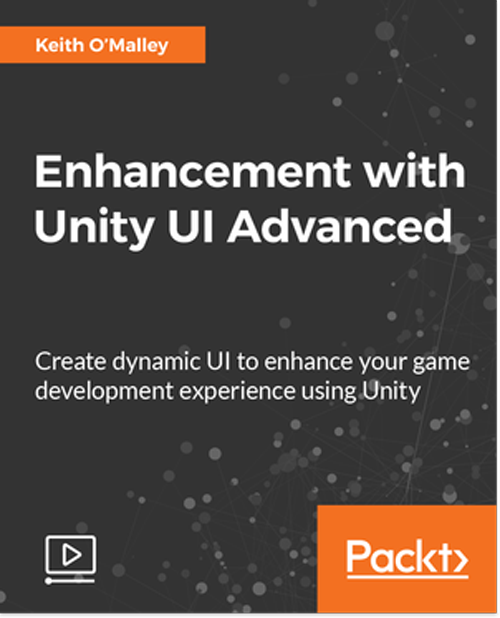 Keith O'Malley
Enhancement with
Unity UI Advanced
Create dynamic UI to enhance your game
development experience using Unity
Packt>